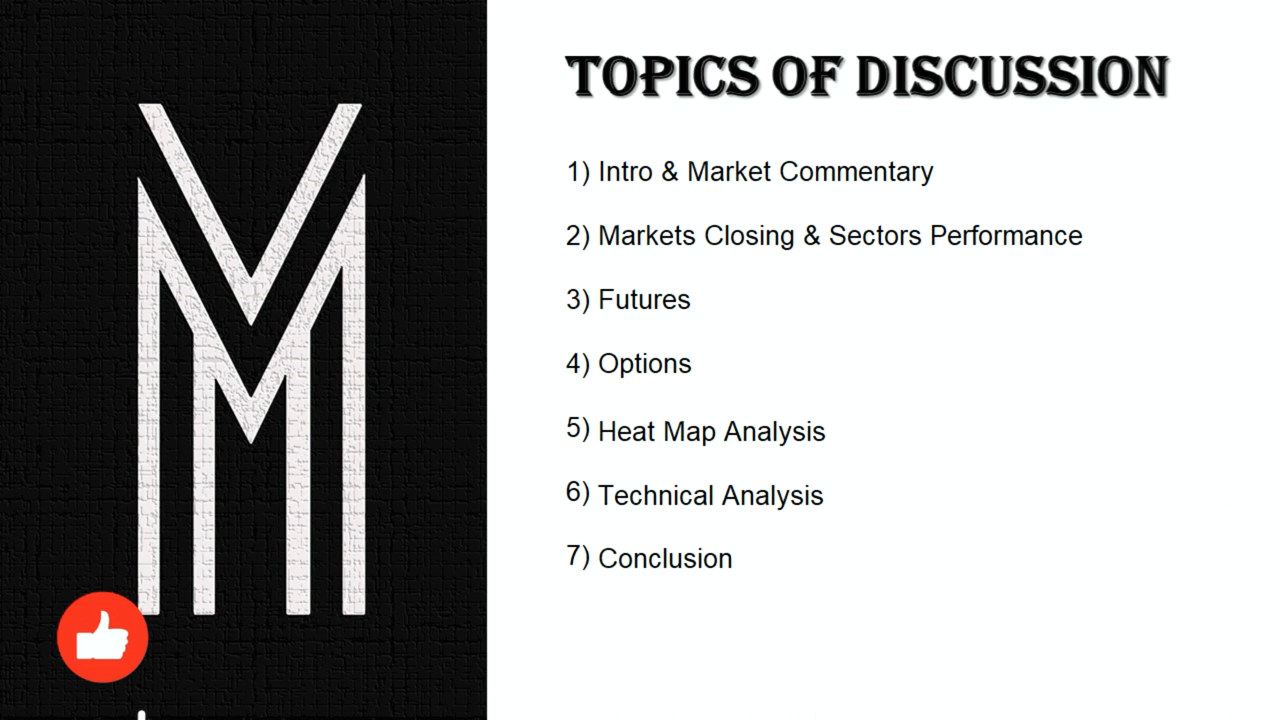 TOPICS OF DISCUSSION
1) Intro & Market Commentary
2) Markets Closing & Sectors Performance
3) Futures
4) Options
5) Heat Map Analysis
6) Technical Analysis
7) Conclusion